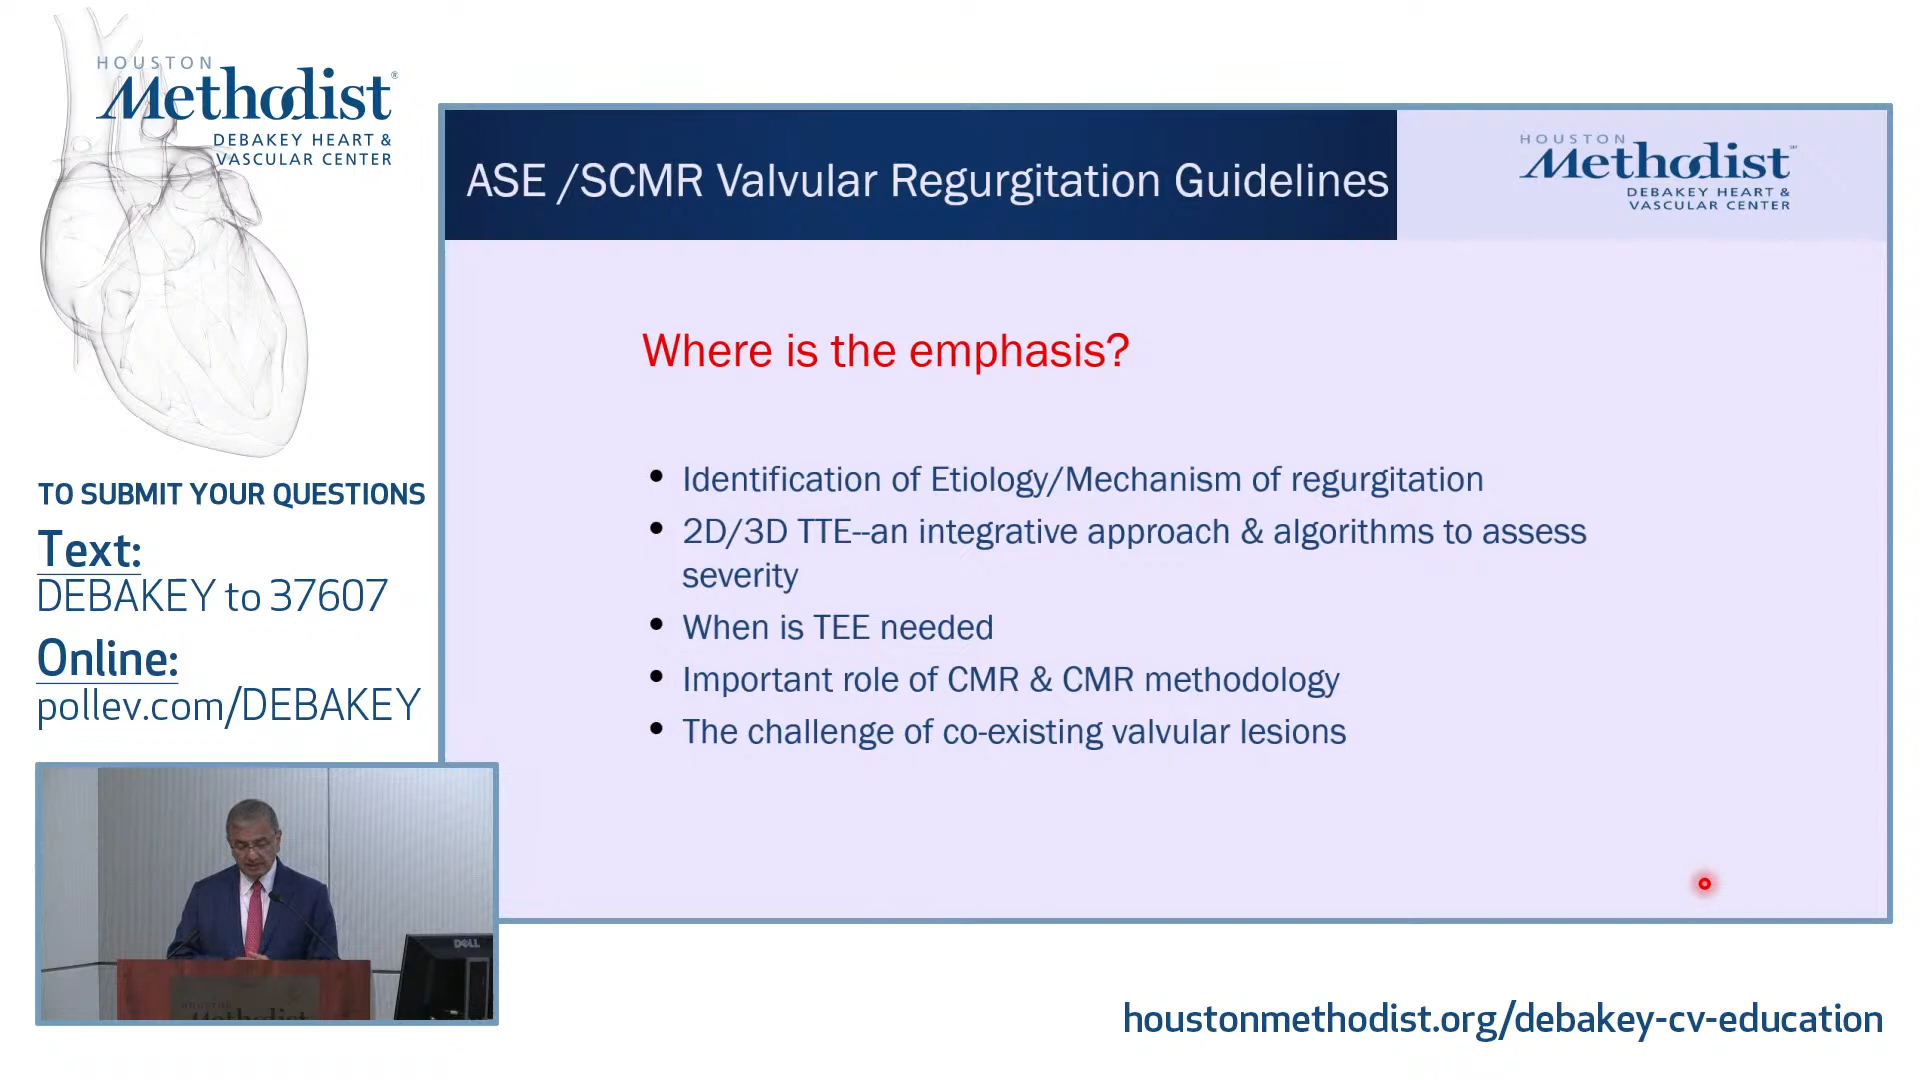 HOUSTON
Methodist®
DEBAKEY HEART &
VASCULAR CENTER
TO SUBMIT YOUR QUESTIONS
Text:
DEBAKEY to 37607
Online:
pollev.com/DEBAKEY
ASE /SCMR Valvular Regurgitation Guidelines
HOUSTON
Methodist℠
DEBAKEY HEART &
VASCULAR CENTER
Where is the emphasis?
• Identification of Etiology/Mechanism of regurgitation
• 2D/3D TTE--an integrative approach & algorithms to assess
severity
• When is TEE needed
• Important role of CMR & CMR methodology
• The challenge of co-existing valvular lesions
DELL
HOUSTON
Methodist
houstonmethodist.org/debakey-cv-education